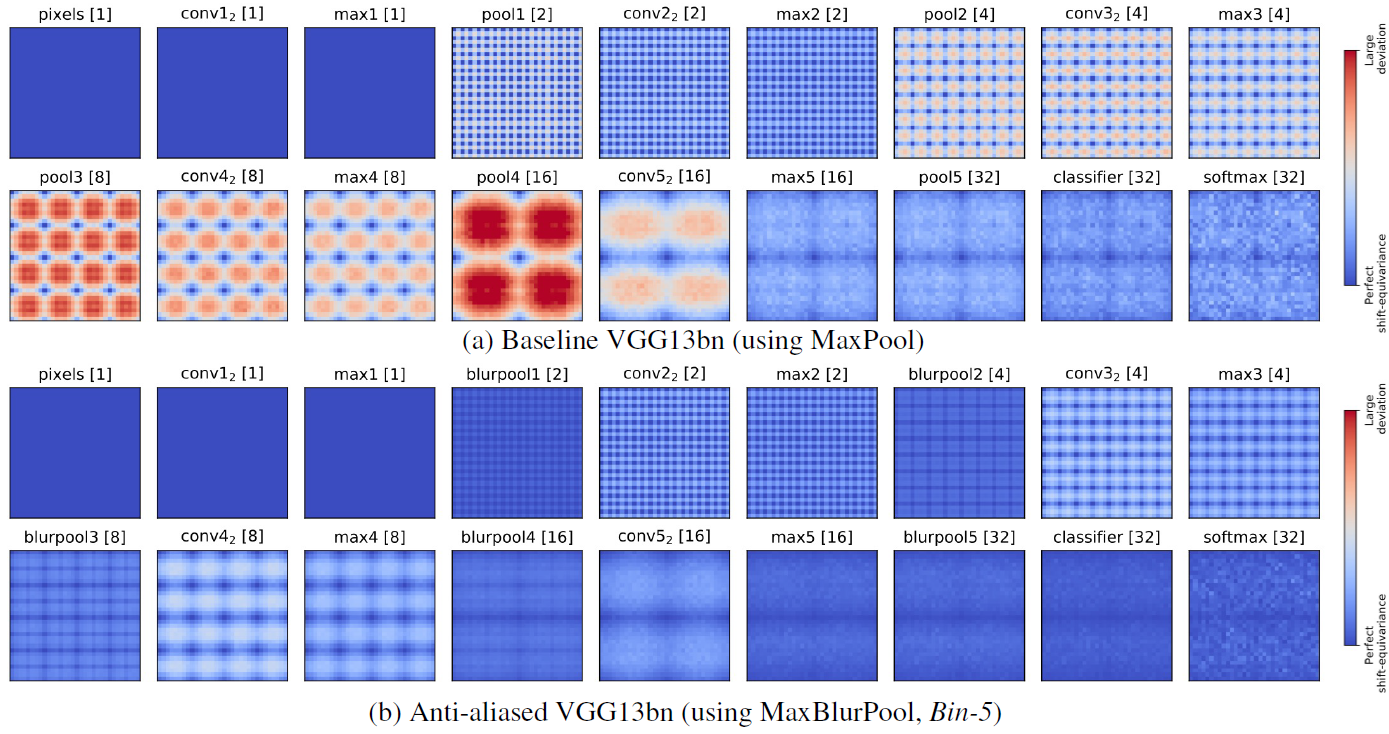 pixels [1] conv1₂ [1] max1 [1] pool1 [2] conv2₂ [2] max2 [2] pool2 [4] conv3₂ [4] max3 [4]
Large
deviation
pool3 [8] conv4₂ [8] max4 [8] pool4 [16] conv5₂ [16] max5 [16] pool5 [32] classifier [32] softmax [32]
Perfect
shift-equivariance
(a) Baseline VGG13bn (using MaxPool)
pixels [1] conv1₂ [1] max1 [1] blurpool1 [2] conv2₂ [2] max2 [2] blurpool2 [4] conv3₂ [4] max3 [4]
Large
deviation
blurpool3 [8] conv4₂ [8] max4 [8] blurpool4 [16] conv5₂ [16] max5 [16] blurpool5 [32] classifier [32] softmax [32]
Perfect
shift-equivariance
(b) Anti-aliased VGG13bn (using MaxBlurPool, Bin-5)